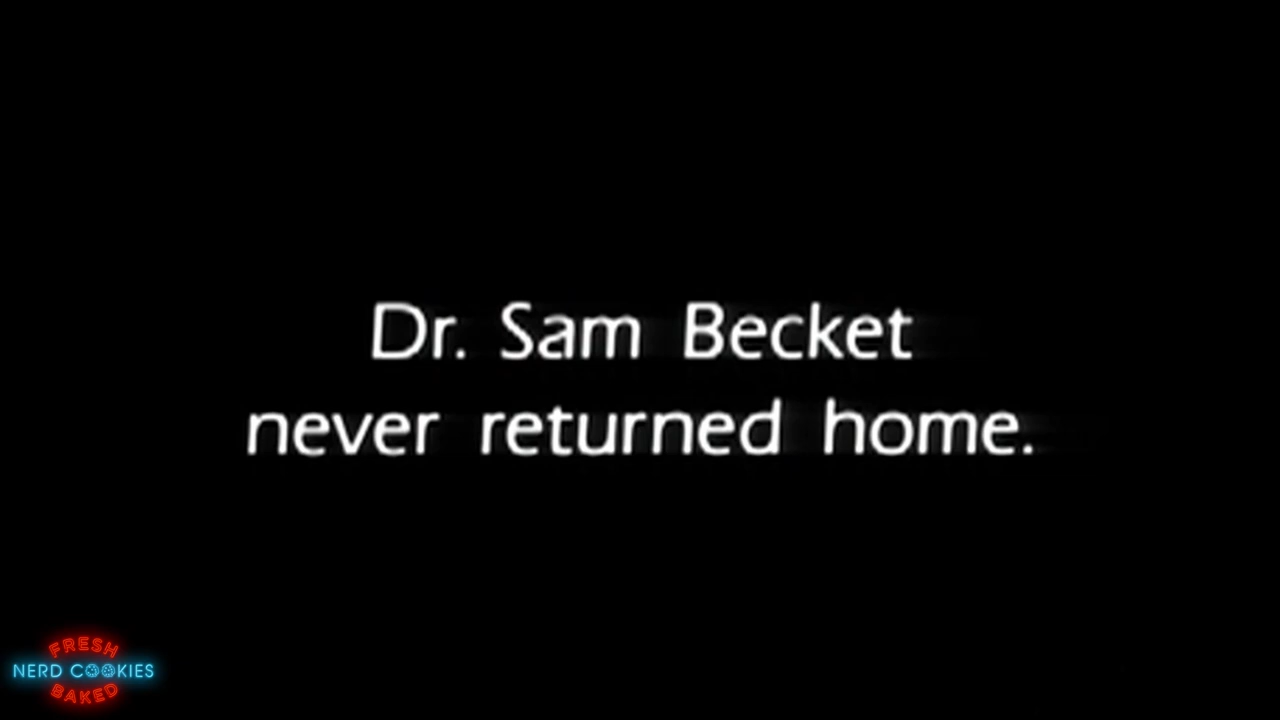 Dr. Sam Becket
never returned home.
FRESH
NERD COOKIES
BAKED